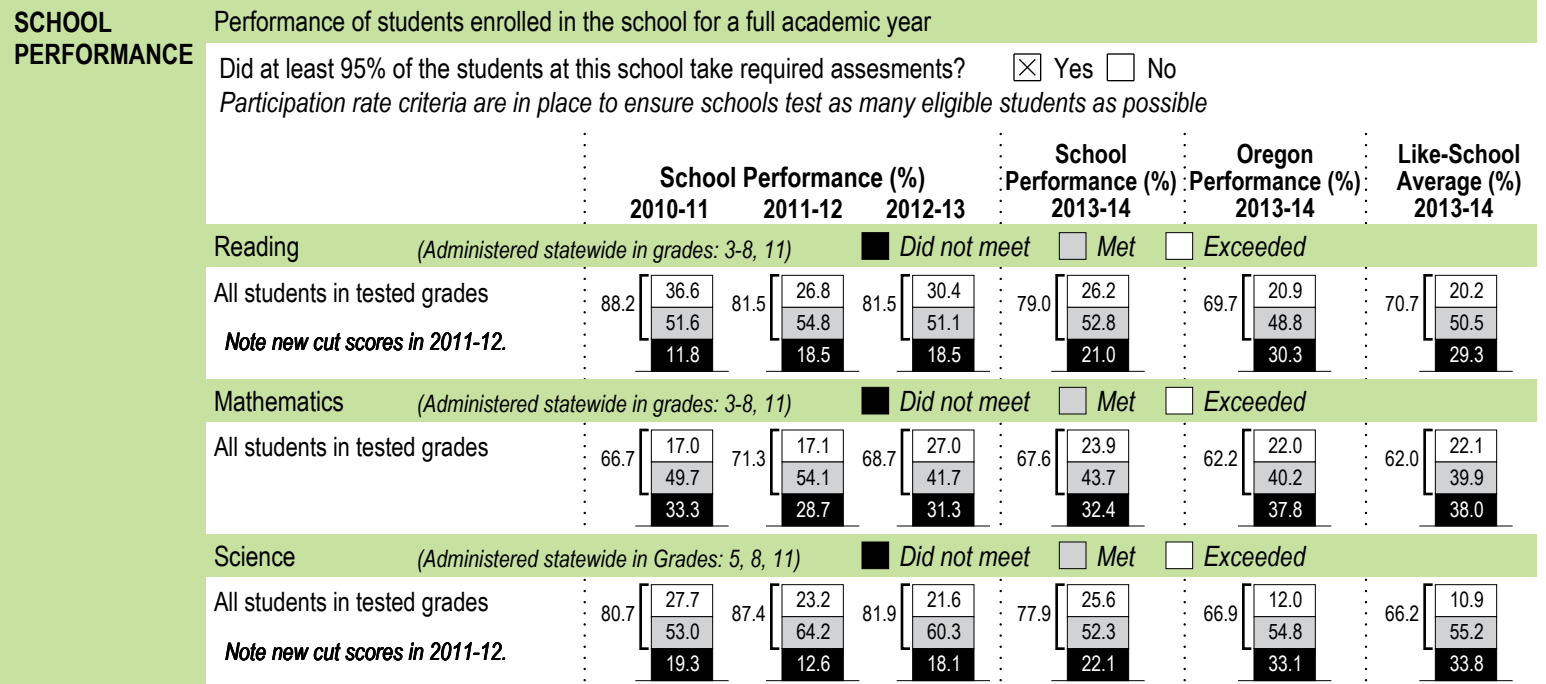 SCHOOL
PERFORMANCE
Performance of students enrolled in the school for a full academic year
Did at least 95% of the students at this school take required assesments? Yes No
Participation rate criteria are in place to ensure schools test as many eligible students as possible
School Performance (%)
2010-11 2011-12 2012-13
School
Performance (%)
2013-14
Oregon
Performance (%)
2013-14
Like-School
Average (%)
2013-14
Reading (Administered statewide in grades: 3-8, 11) Did not meet Met Exceeded
All students in tested grades
Note new cut scores in 2011-12.
88.2 36.6 81.5 26.8 81.5 30.4 79.0 26.2 69.7 20.9 70.7 20.2
51.6 54.8 51.1 52.8 48.8 50.5
11.8 18.5 18.5 21.0 30.3 29.3
Mathematics (Administered statewide in grades: 3-8, 11) Did not meet Met Exceeded
All students in tested grades
66.7 17.0 71.3 17.1 68.7 27.0 67.6 23.9 62.2 22.0 62.0 22.1
49.7 54.1 41.7 43.7 40.2 39.9
33.3 28.7 31.3 32.4 37.8 38.0
Science (Administered statewide in Grades: 5, 8, 11) Did not meet Met Exceeded
All students in tested grades
Note new cut scores in 2011-12.
80.7 27.7 87.4 23.2 81.9 21.6 77.9 25.6 66.9 12.0 66.2 10.9
53.0 64.2 60.3 52.3 54.8 55.2
19.3 12.6 18.1 22.1 33.1 33.8